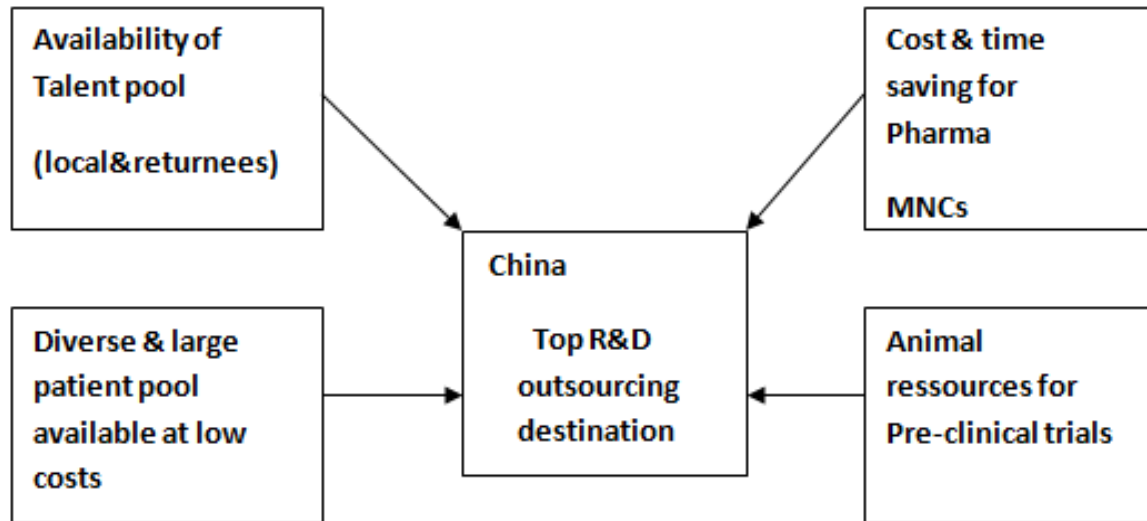 Availability of
Talent pool
(local&returnees)
Cost & time
saving for
Pharma
MNCs
China
Top R&D
outsourcing
destination
Diverse & large
patient pool
available at low
costs
Animal
ressources for
Pre-clinical trials